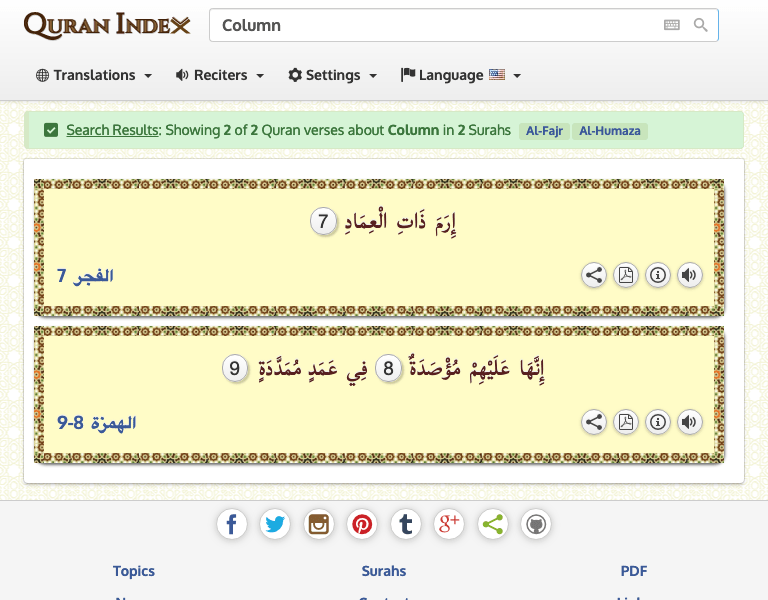 QURAN INDEX
Column
Translations Reciters Settings Language
Search Results: Showing 2 of 2 Quran verses about Column in 2 Surahs Al-Fajr Al-Humaza
إِرَمَ ذَاتِ الْعِمَادِ 7
الفجر 7
إِنَّهَا عَلَيْهِمْ مُؤْصَدَةٌ 8 فِي عَمَدٍ مُمَدَّدَةٍ 9
الهمزة 8-9
Topics Surahs PDF